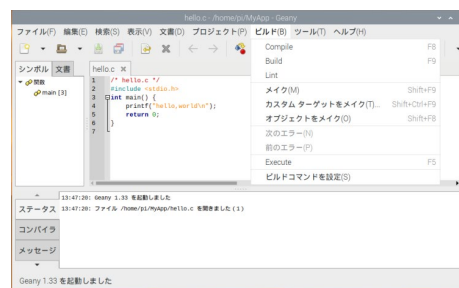 hello.c - /home/pi/MyApp - Geany
ファイル(F) 編集(E) 検索(S) 表示(V) 文書(D) プロジェクト(P) ビルド(B) ツール(T) ヘルプ(H)
シンボル 文書
関数
main [3]
hello.c
1 /* hello.c */
2 #include <stdio.h>
3 int main() {
4 printf("hello,world\n");
5 return 0;
6 }
7
Compile F8
Build F9
Lint
メイク(M) Shift+F9
カスタム ターゲットをメイク(T)... Shift+Ctrl+F9
オブジェクトをメイク(O) Shift+F8
次のエラー(N)
前のエラー(P)
Execute F5
ビルドコマンドを設定(S)
ステータス
コンパイラ
メッセージ
13:47:20: Geany 1.33 を起動しました
13:47:20: ファイル /home/pi/MyApp/hello.c を開きました(1)
Geany 1.33 を起動しました